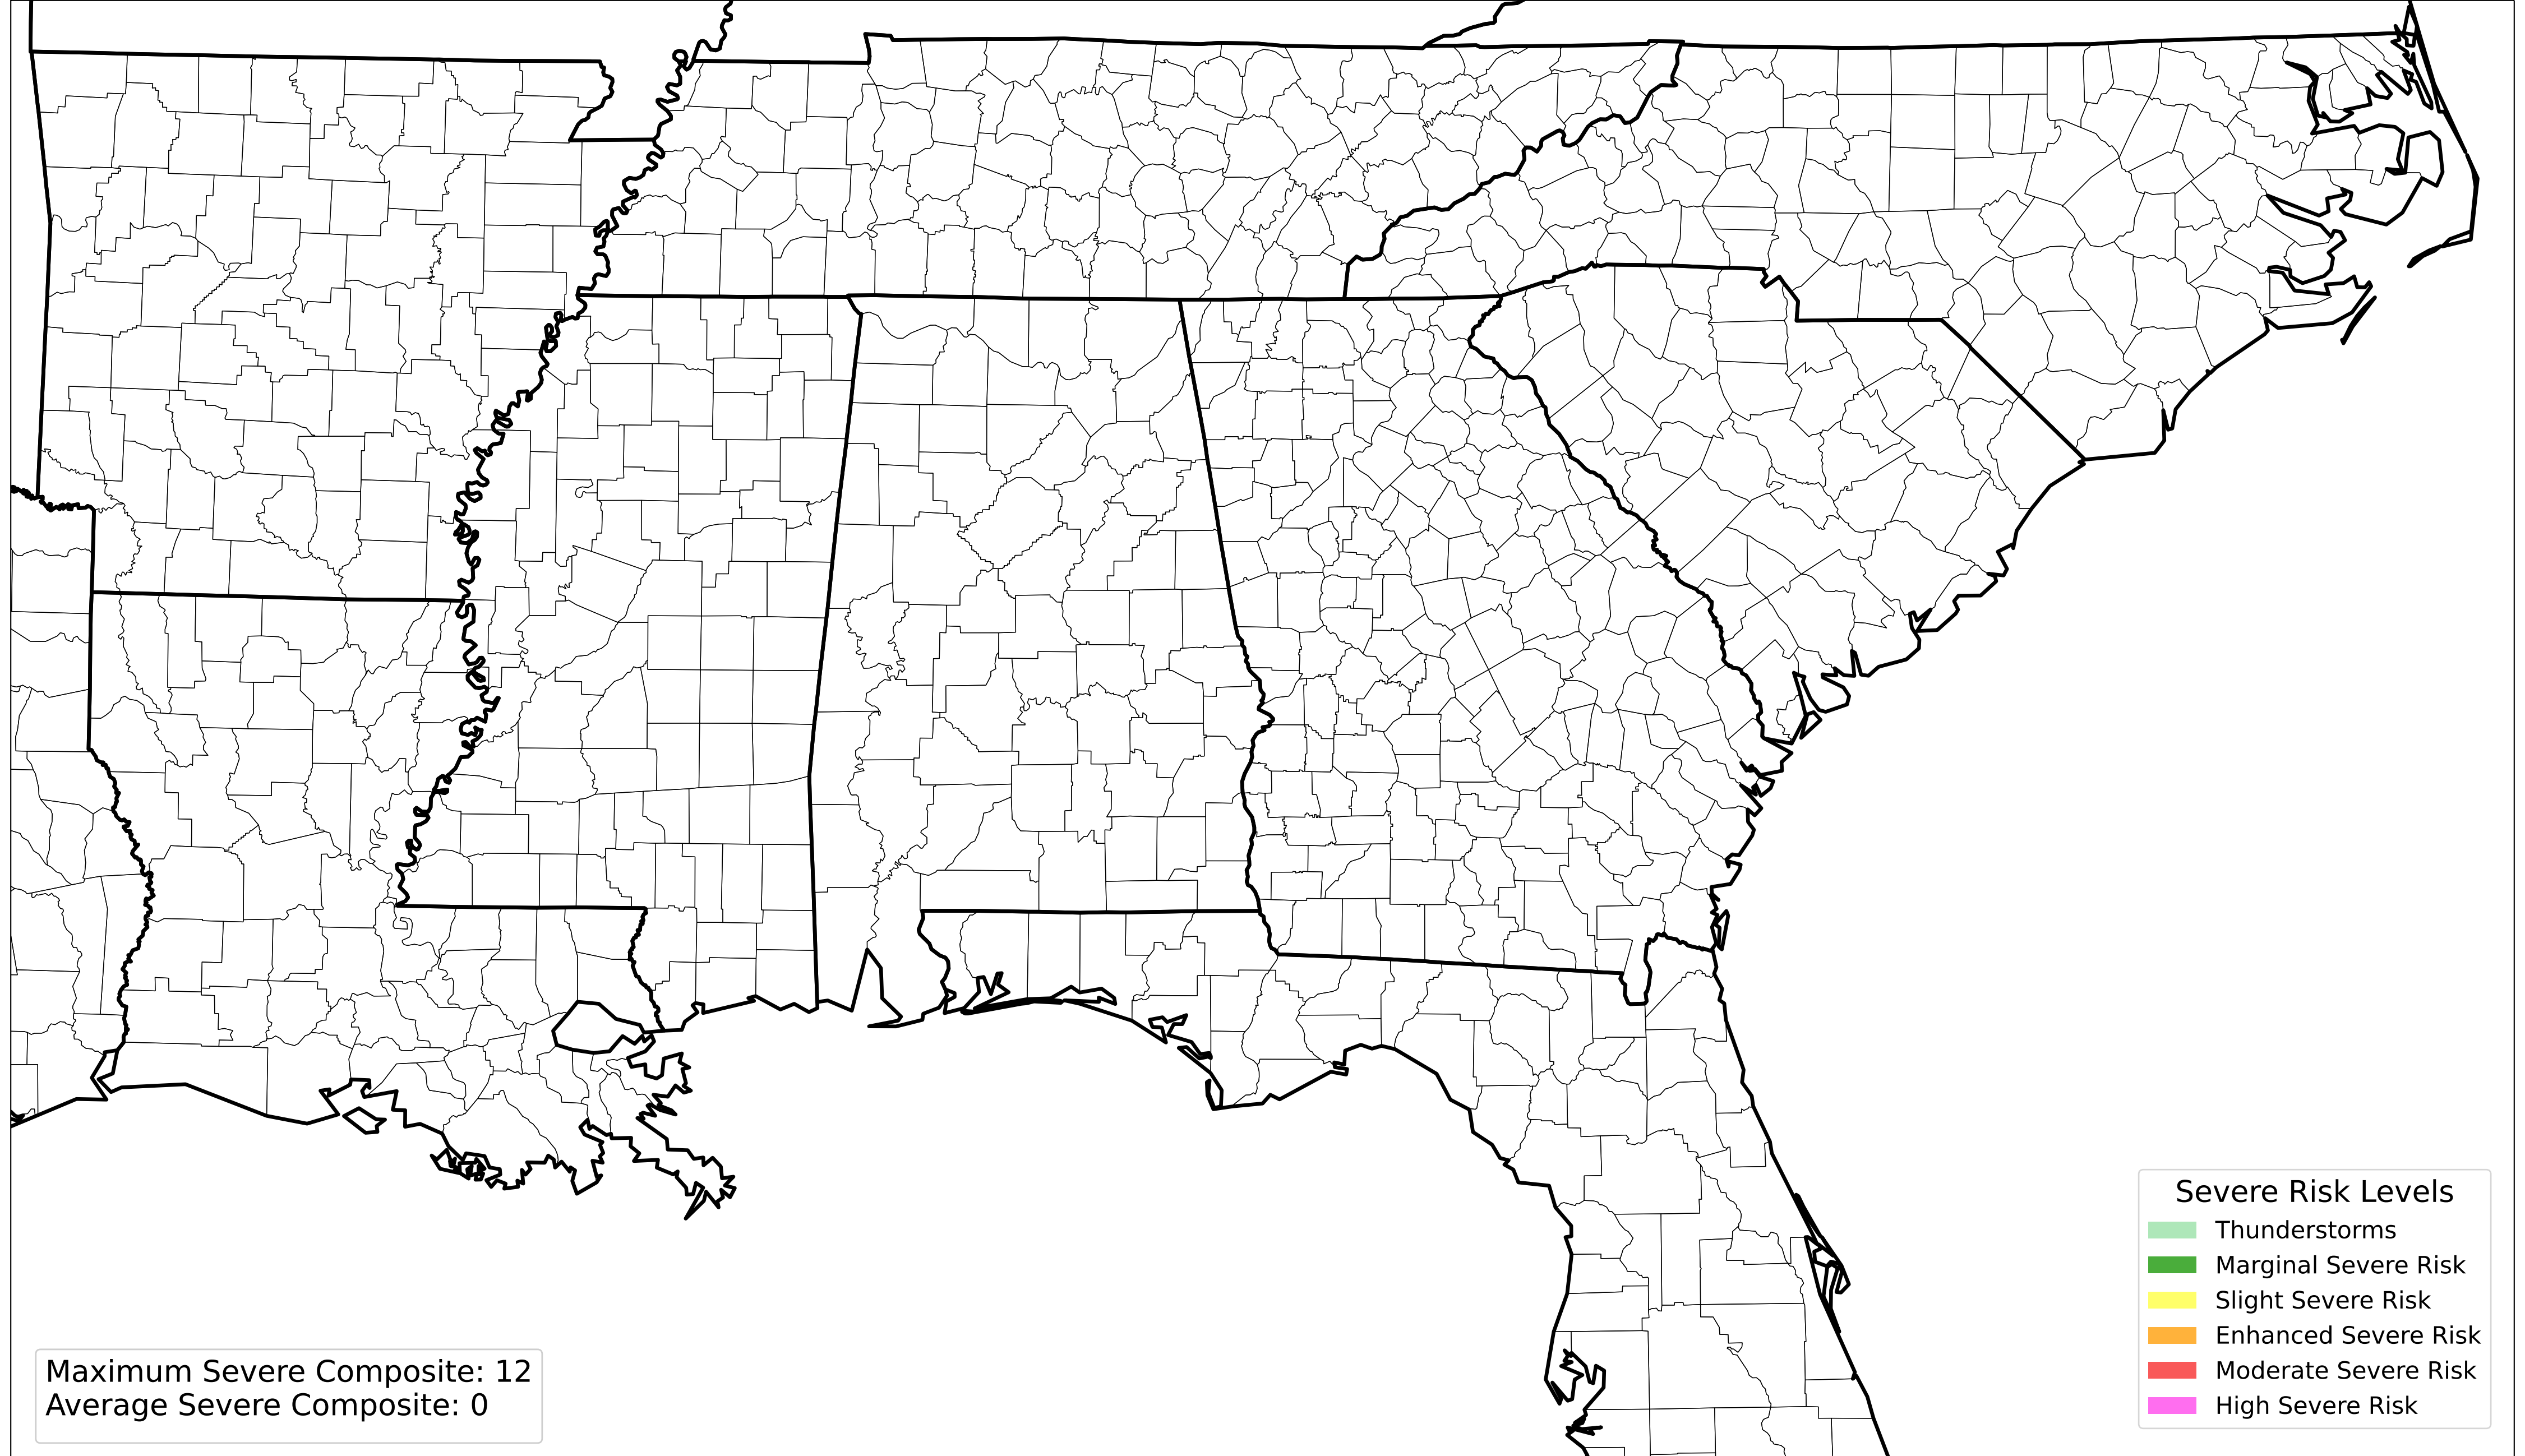 Maximum Severe Composite: 12
Average Severe Composite: 0
Severe Risk Levels
Thunderstorms
Marginal Severe Risk
Slight Severe Risk
Enhanced Severe Risk
Moderate Severe Risk
High Severe Risk